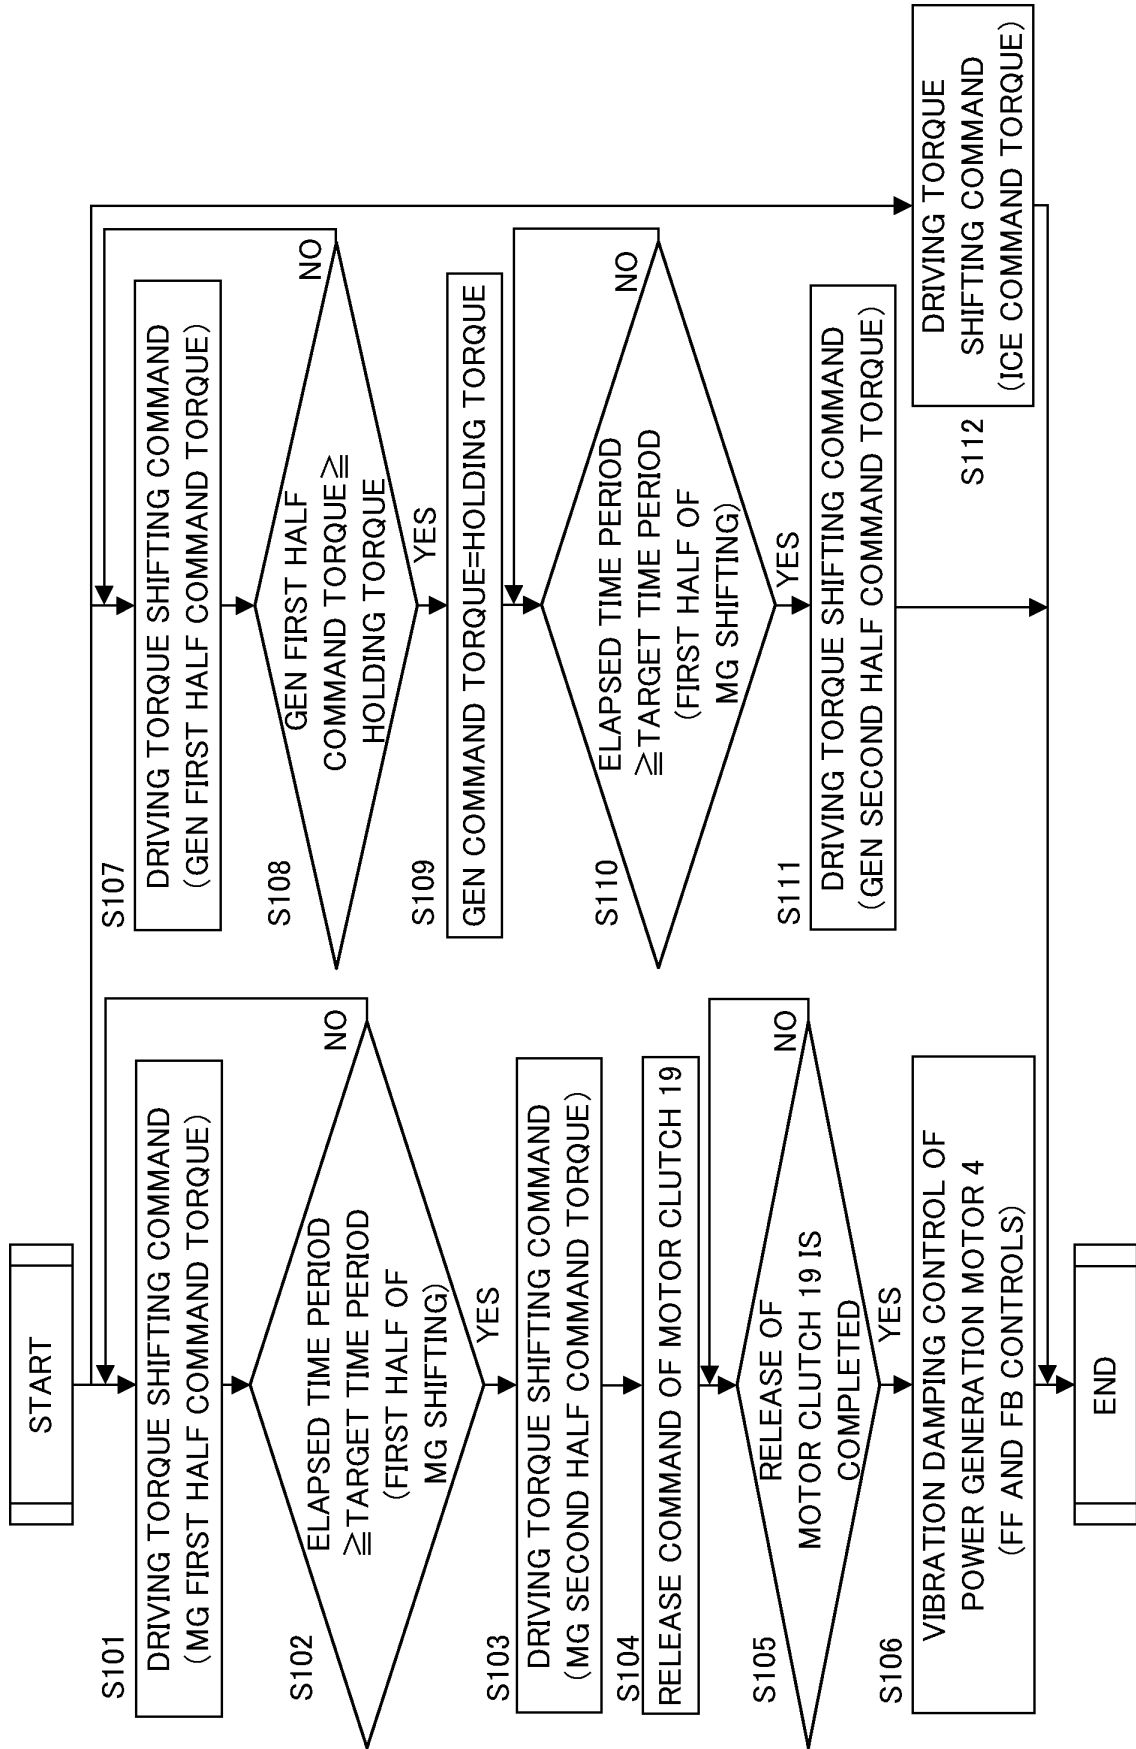 START
S101
DRIVING TORQUE SHIFTING COMMAND
(MG FIRST HALF COMMAND TORQUE)
S102
ELAPSED TIME PERIOD
≧TARGET TIME PERIOD
(FIRST HALF OF
MG SHIFTING)
NO
YES
S103
DRIVING TORQUE SHIFTING COMMAND
(MG SECOND HALF COMMAND TORQUE)
S104
RELEASE COMMAND OF MOTOR CLUTCH 19
S105
RELEASE OF
MOTOR CLUTCH 19 IS
COMPLETED
NO
YES
S106
VIBRATION DAMPING CONTROL OF
POWER GENERATION MOTOR 4
(FF AND FB CONTROLS)
END
S107
DRIVING TORQUE SHIFTING COMMAND
(GEN FIRST HALF COMMAND TORQUE)
S108
GEN FIRST HALF
COMMAND TORQUE≧
HOLDING TORQUE
NO
YES
S109
GEN COMMAND TORQUE=HOLDING TORQUE
S110
ELAPSED TIME PERIOD
≧TARGET TIME PERIOD
(FIRST HALF OF
MG SHIFTING)
NO
YES
S111
DRIVING TORQUE SHIFTING COMMAND
(GEN SECOND HALF COMMAND TORQUE)
S112
DRIVING TORQUE
SHIFTING COMMAND
(ICE COMMAND TORQUE)